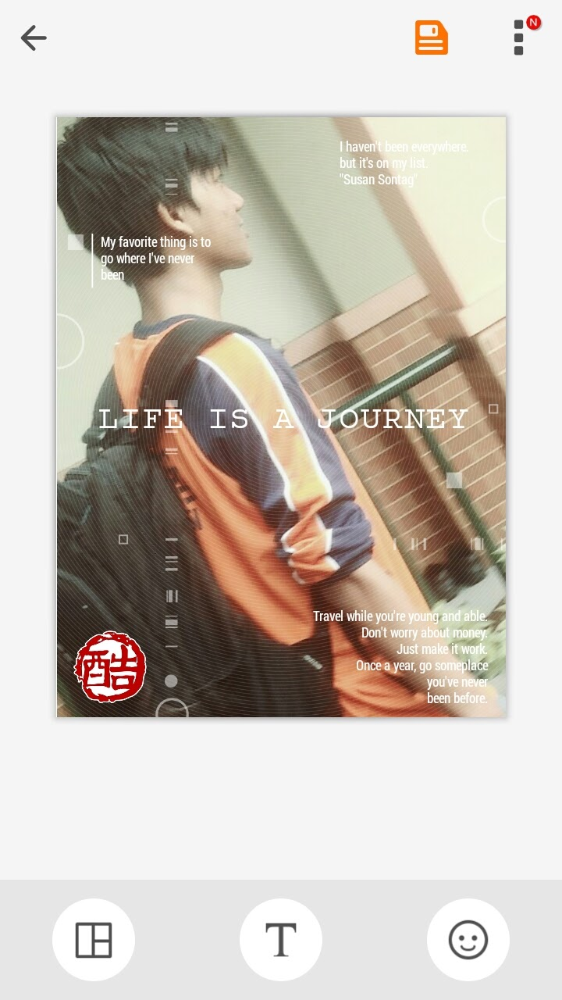 N
I haven't been everywhere.
but it's on my list.
"Susan Sontag"
My favorite thing is to
go where I've never
been
LIFE IS A JOURNEY
Travel while you're young and able.
Don't worry about money.
Just make it work.
Once a year, go someplace
you've never
been before.
酷
T